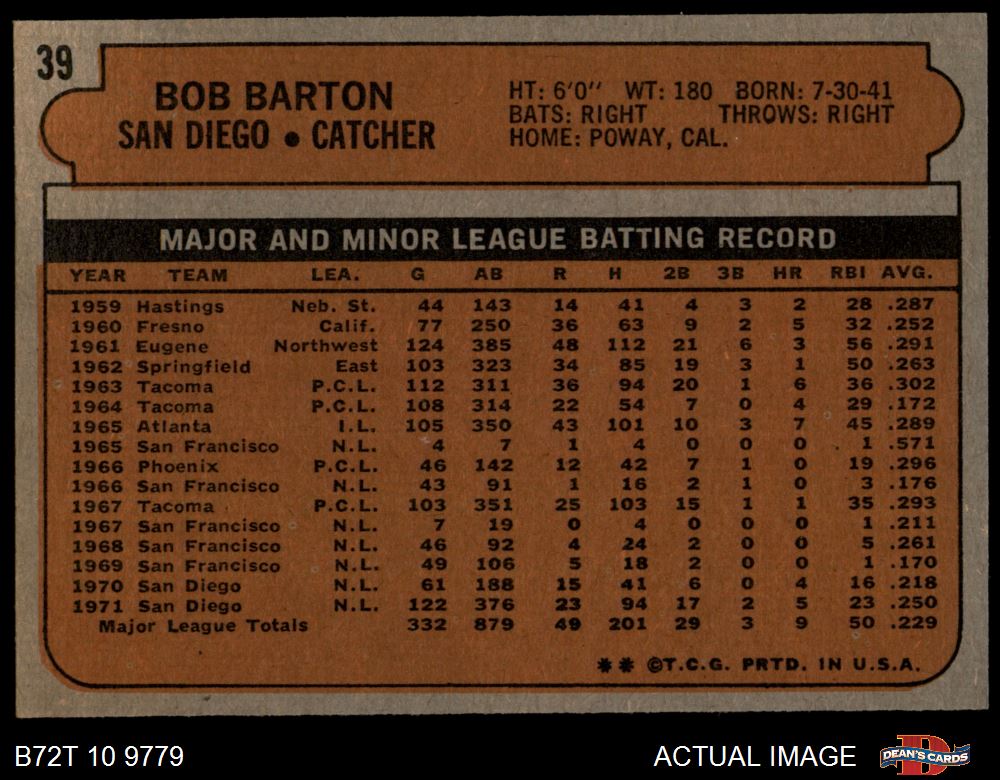 39
BOB BARTON
SAN DIEGO • CATCHER
HT: 6'0" WT: 180 BORN: 7-30-41
BATS: RIGHT THROWS: RIGHT
HOME: POWAY, CAL.
MAJOR AND MINOR LEAGUE BATTING RECORD
YEAR TEAM LEA. G AB R H 2B 3B HR RBI AVG.
1959 Hastings Neb. St. 44 143 14 41 4 3 2 28 .287
1960 Fresno Calif. 77 250 36 63 9 2 5 32 .252
1961 Eugene Northwest 124 385 48 112 21 6 3 56 .291
1962 Springfield East 103 323 34 85 19 3 1 50 .263
1963 Tacoma P.C.L. 112 311 36 94 20 1 6 36 .302
1964 Tacoma P.C.L. 108 314 22 54 7 0 4 29 .172
1965 Atlanta I.L. 105 350 43 101 10 3 7 45 .289
1965 San Francisco N.L. 4 7 1 4 0 0 0 1 .571
1966 Phoenix P.C.L. 46 142 12 42 7 1 0 19 .296
1966 San Francisco N.L. 43 91 1 16 2 1 0 3 .176
1967 Tacoma P.C.L. 103 351 25 103 15 1 1 35 .293
1967 San Francisco N.L. 7 19 0 4 0 0 0 1 .211
1968 San Francisco N.L. 46 92 4 24 2 0 0 5 .261
1969 San Francisco N.L. 49 106 5 18 2 0 0 1 .170
1970 San Diego N.L. 61 188 15 41 6 0 4 16 .218
1971 San Diego N.L. 122 376 23 94 17 2 5 23 .250
Major League Totals 332 879 49 201 29 3 9 50 .229
** ©T.C.G. PRTD. IN U.S.A.
B72T 10 9779 ACTUAL IMAGE DEAN'S CARDS